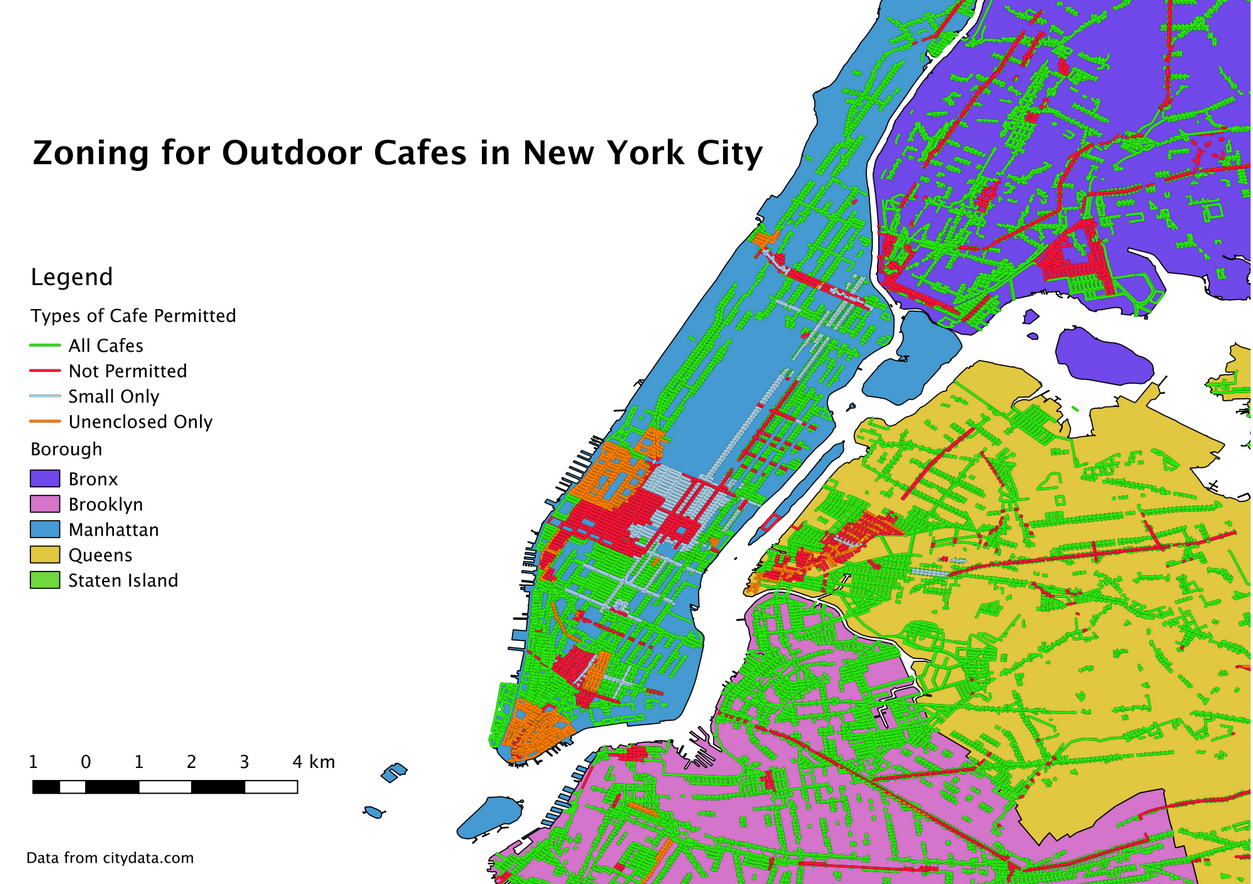 Zoning for Outdoor Cafes in New York City
Legend
Types of Cafe Permitted
All Cafes
Not Permitted
Small Only
Unenclosed Only
Borough
Bronx
Brooklyn
Manhattan
Queens
Staten Island
1 0 1 2 3 4 km
Data from citydata.com